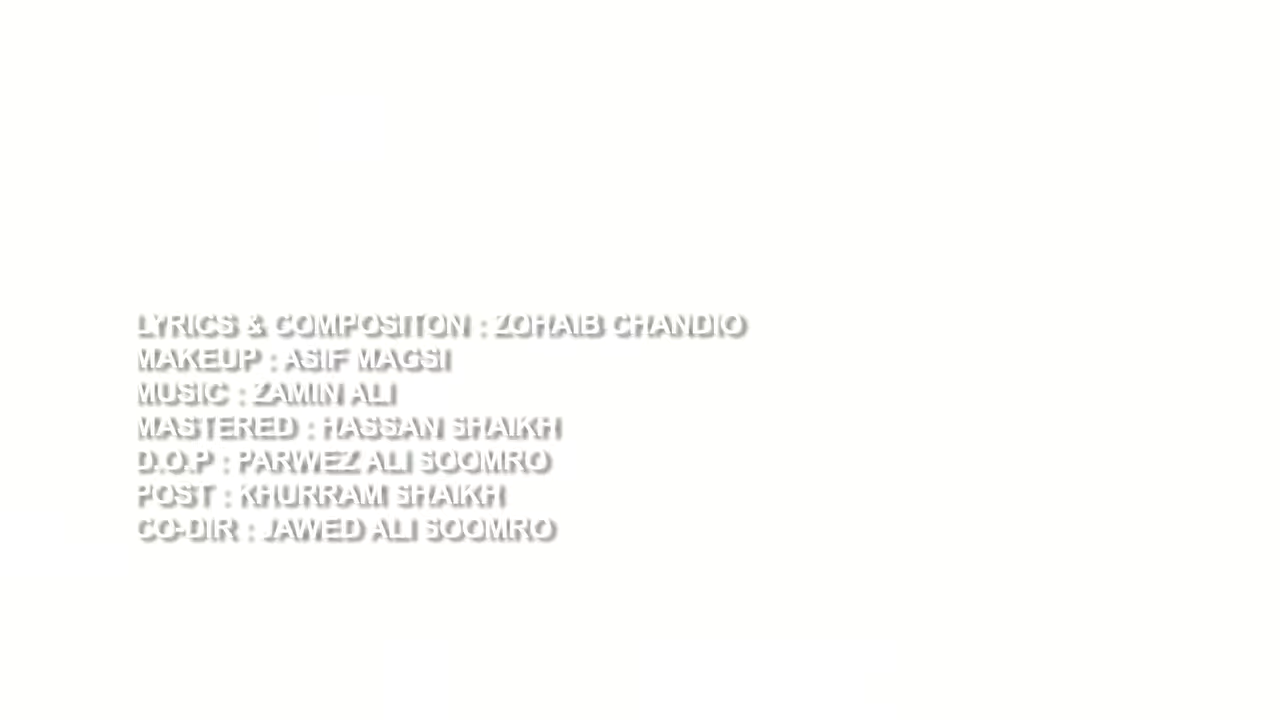 LYRICS & COMPOSITON : ZOHAIB CHANDIO
MAKEUP : ASIF MAGSI
MUSIC : ZAMIN ALI
MASTERED : HASSAN SHAIKH
D.O.P : PARWEZ ALI SOOMRO
POST : KHURRAM SHAIKH
CO-DIR : JAWED ALI SOOMRO